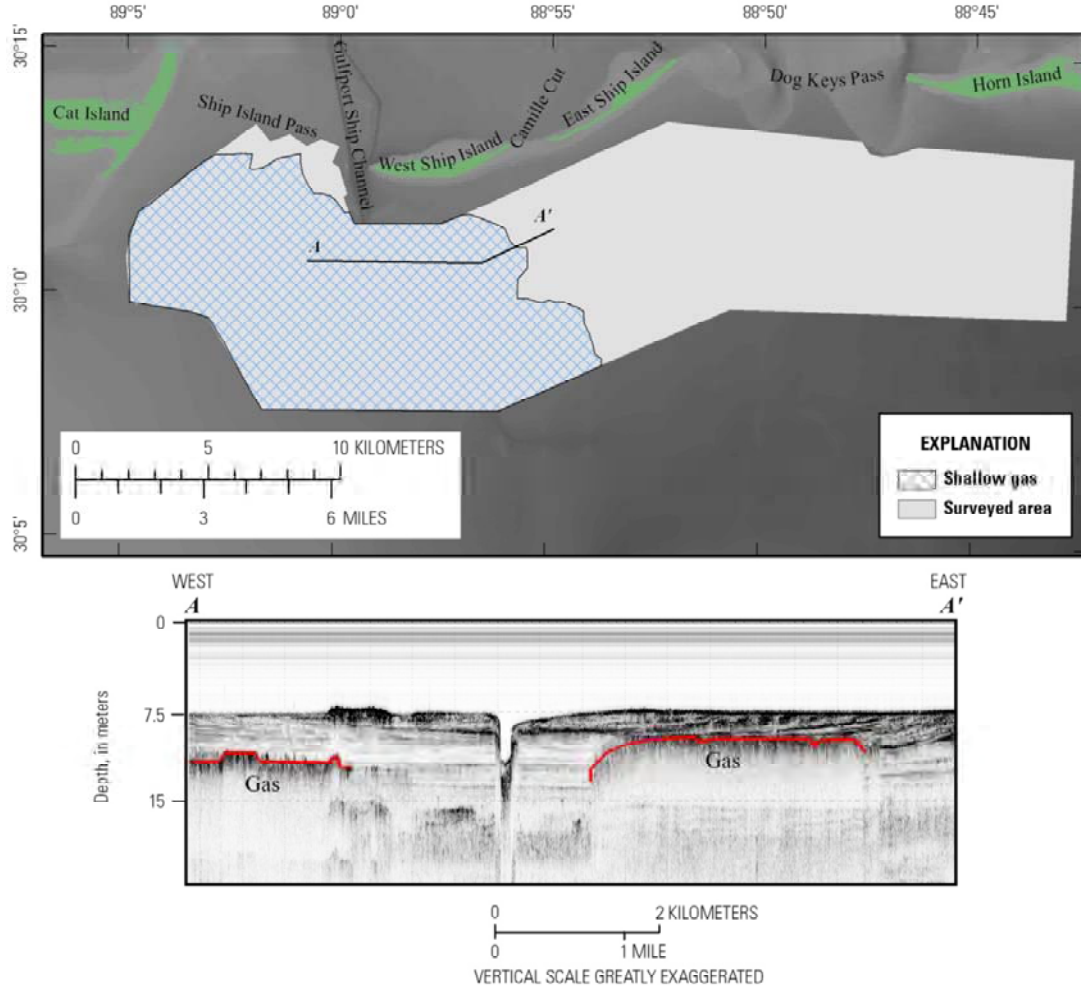 89°5' 89°0' 88°55' 88°50' 88°45'
30°15'
30°10'
30°5'
Cat Island
Ship Island Pass
Gulfport Ship Channel
West Ship Island
Camille Cut
East Ship Island
Dog Keys Pass
Horn Island
A
A'
0 5 10 KILOMETERS
0 3 6 MILES
EXPLANATION
Shallow gas
Surveyed area
WEST
A
EAST
A'
Depth, in meters
0
7.5
15
Gas
Gas
0 2 KILOMETERS
0 1 MILE
VERTICAL SCALE GREATLY EXAGGERATED